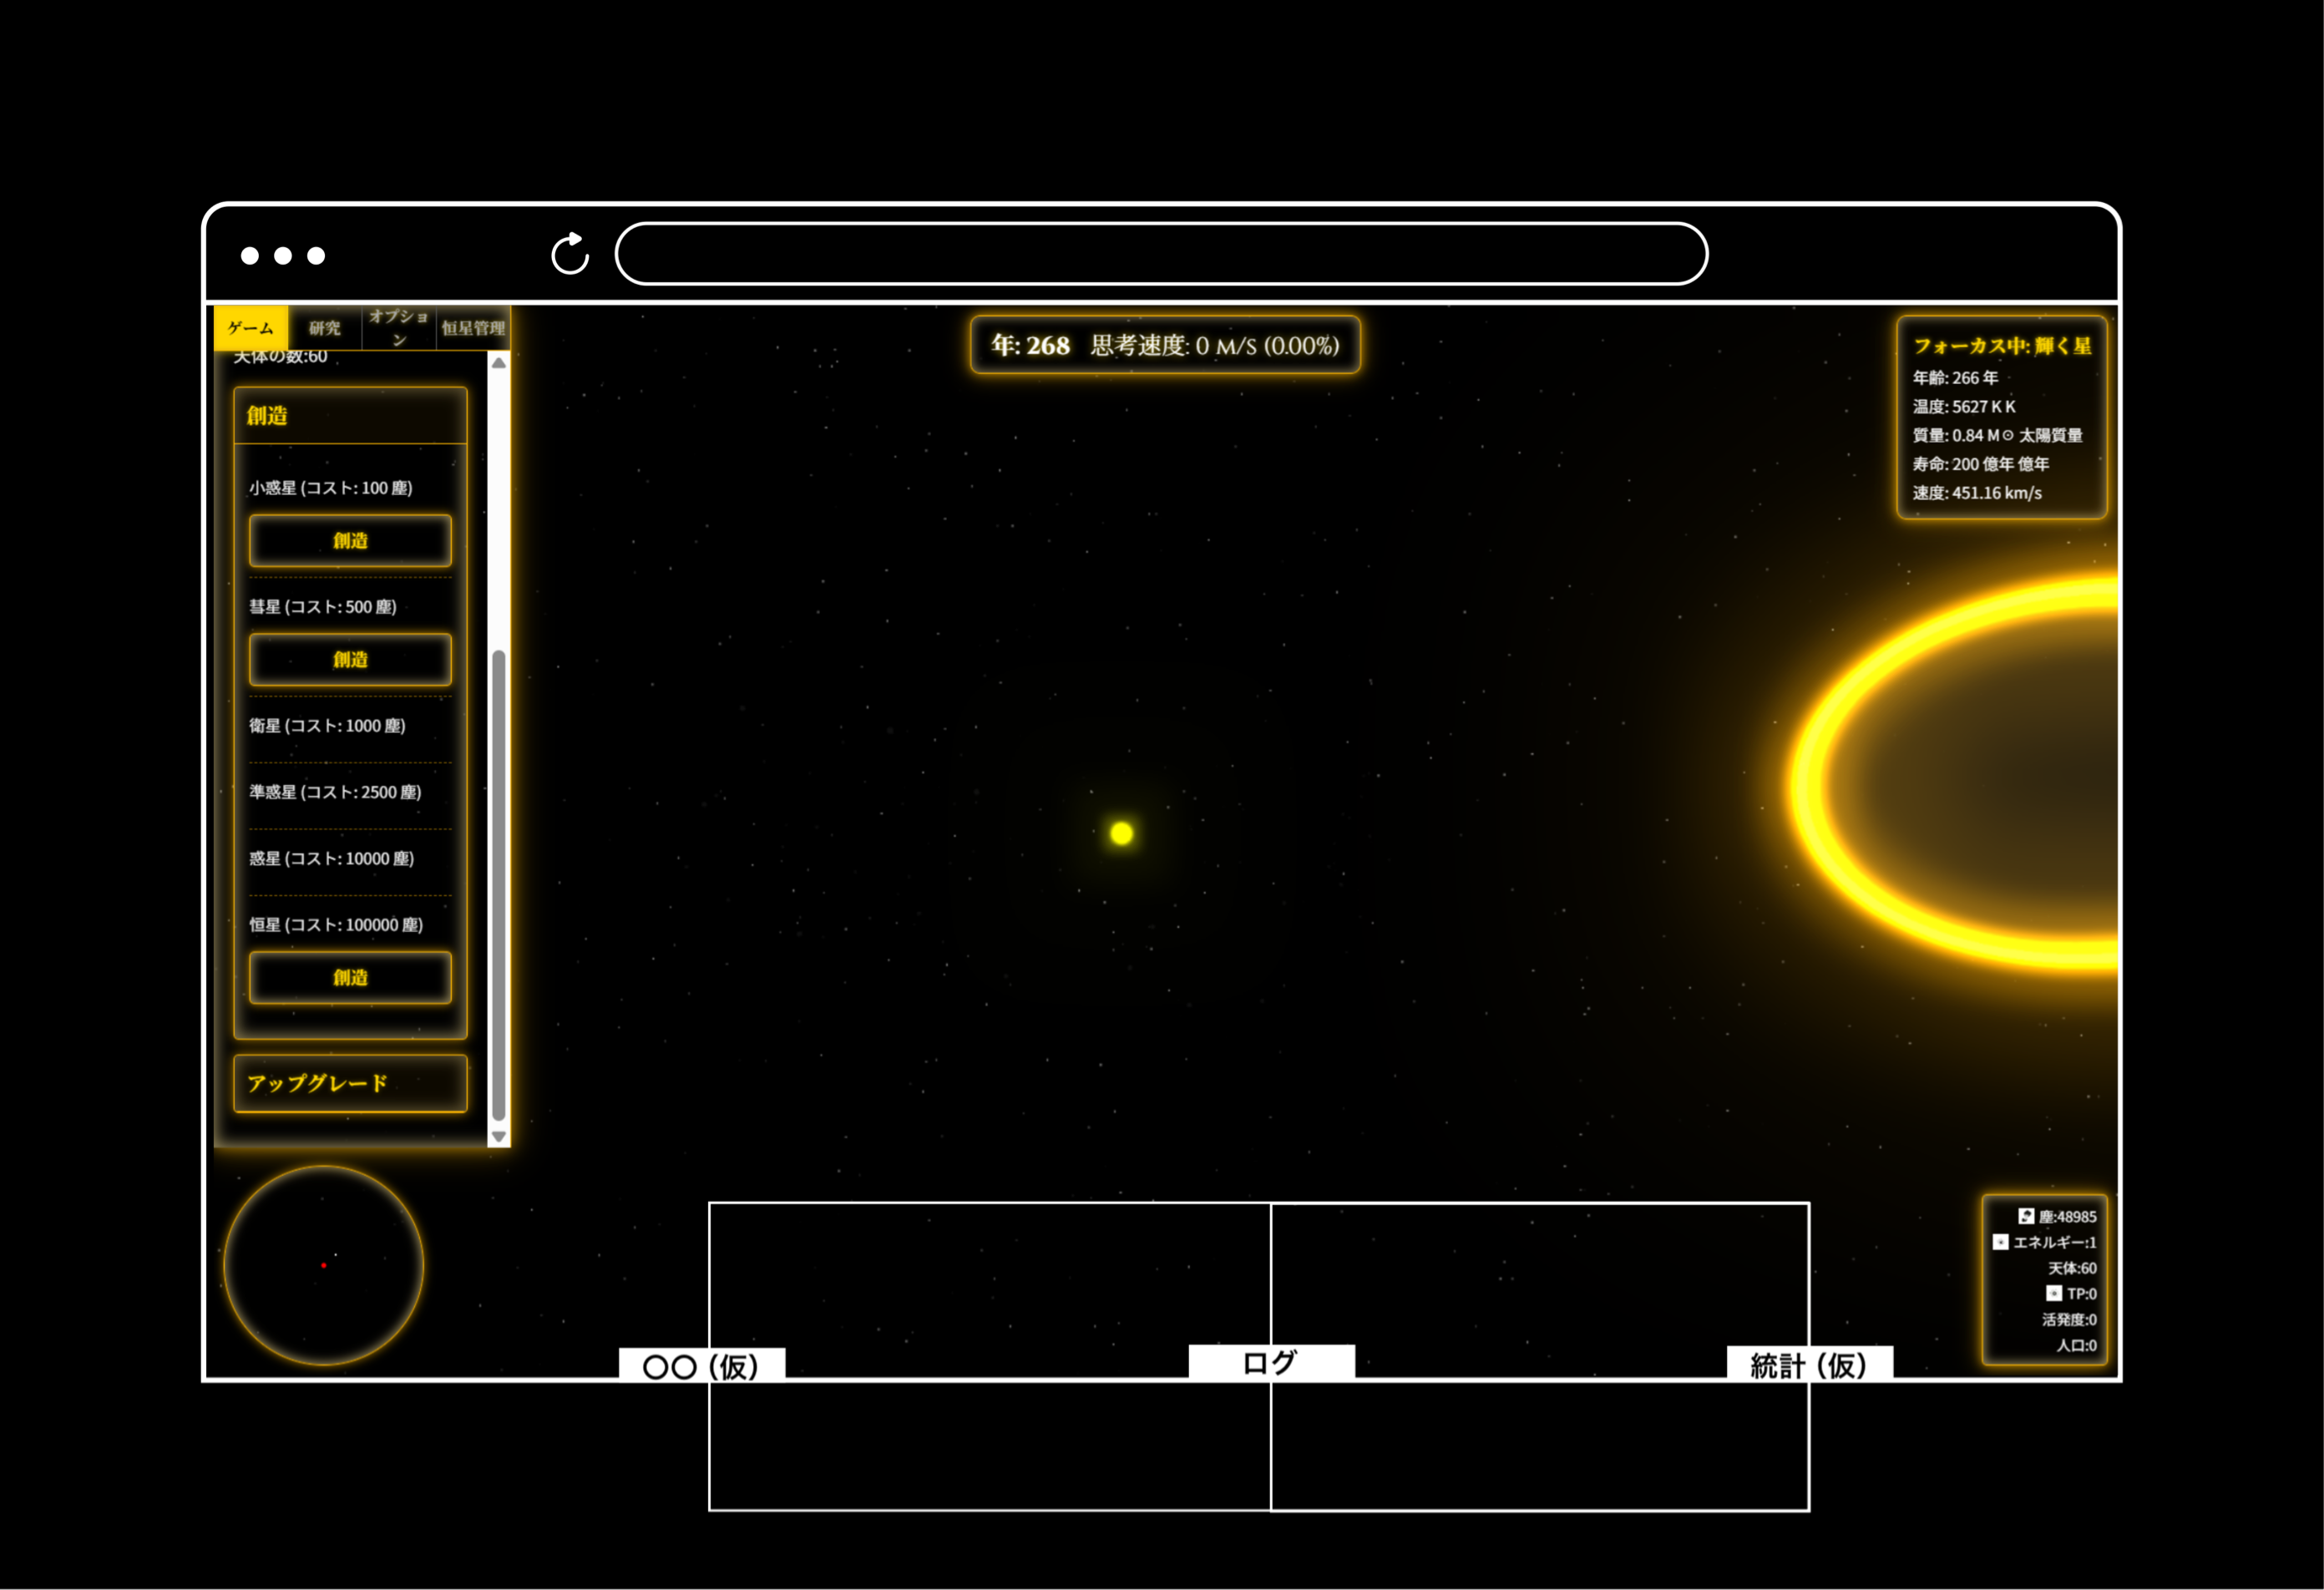 ゲーム
研究
オプション
恒星管理
天体の数:60
創造
小惑星 (コスト: 100 塵)
創造
彗星 (コスト: 500 塵)
創造
衛星 (コスト: 1000 塵)
準惑星 (コスト: 2500 塵)
惑星 (コスト: 10000 塵)
恒星 (コスト: 100000 塵)
創造
アップグレード
年: 268 思考速度: 0 M/S (0.00%)
フォーカス中: 輝く星
年齢: 266 年
温度: 5627 K K
質量: 0.84 M☉ 太陽質量
寿命: 200 億年 億年
速度: 451.16 km/s
塵:48985
エネルギー:1
天体:60
TP:0
活発度:0
人口:0
〇〇（仮）
ログ
統計（仮）